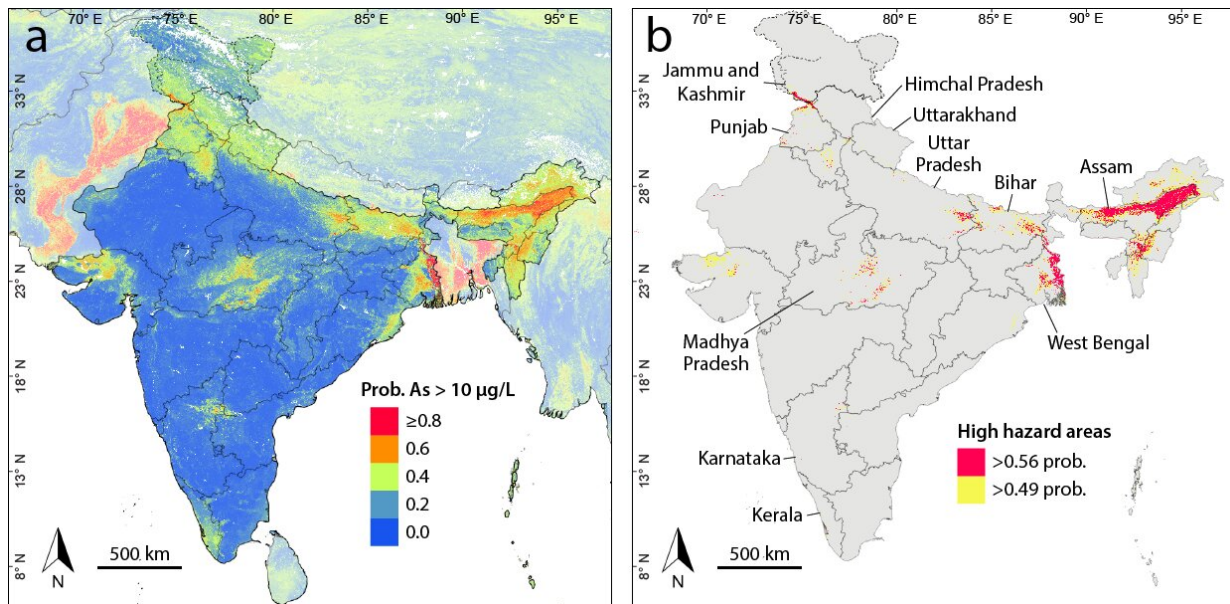 a
70° E 75° E 80° E 85° E 90° E 95° E
33° N
28° N
23° N
18° N
13° N
8° N
Prob. As > 10 µg/L
≥0.8
0.6
0.4
0.2
0.0
N
500 km
b
70° E 75° E 80° E 85° E 90° E 95° E
33° N
28° N
23° N
18° N
13° N
8° N
Jammu and
Kashmir
Himchal Pradesh
Punjab
Uttarakhand
Uttar
Pradesh
Bihar
Assam
Madhya
Pradesh
West Bengal
Karnataka
Kerala
High hazard areas
>0.56 prob.
>0.49 prob.
N
500 km